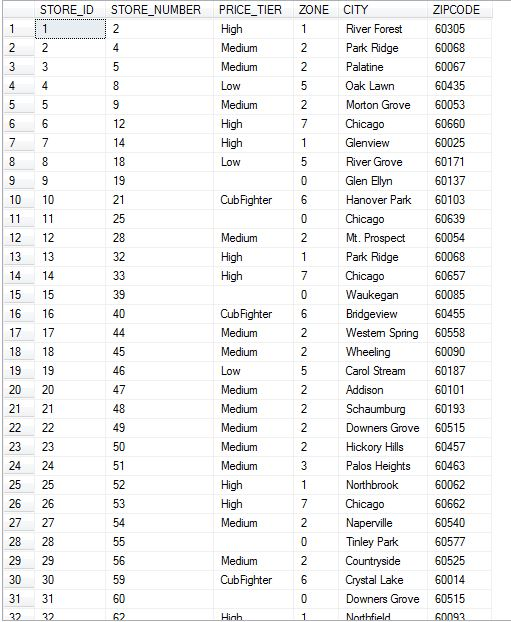 STORE_ID STORE_NUMBER PRICE_TIER ZONE CITY ZIPCODE
1 1 2 High 1 River Forest 60305
2 2 4 Medium 2 Park Ridge 60068
3 3 5 Medium 2 Palatine 60067
4 4 8 Low 5 Oak Lawn 60435
5 5 9 Medium 2 Morton Grove 60053
6 6 12 High 7 Chicago 60660
7 7 14 High 1 Glenview 60025
8 8 18 Low 5 River Grove 60171
9 9 19 0 Glen Ellyn 60137
10 10 21 CubFighter 6 Hanover Park 60103
11 11 25 0 Chicago 60639
12 12 28 Medium 2 Mt. Prospect 60054
13 13 32 High 1 Park Ridge 60068
14 14 33 High 7 Chicago 60657
15 15 39 0 Waukegan 60085
16 16 40 CubFighter 6 Bridgeview 60455
17 17 44 Medium 2 Western Spring 60558
18 18 45 Medium 2 Wheeling 60090
19 19 46 Low 5 Carol Stream 60187
20 20 47 Medium 2 Addison 60101
21 21 48 Medium 2 Schaumburg 60193
22 22 49 Medium 2 Downers Grove 60515
23 23 50 Medium 2 Hickory Hills 60457
24 24 51 Medium 3 Palos Heights 60463
25 25 52 High 1 Northbrook 60062
26 26 53 High 7 Chicago 60662
27 27 54 Medium 2 Naperville 60540
28 28 55 0 Tinley Park 60577
29 29 56 Medium 2 Countryside 60525
30 30 59 CubFighter 6 Crystal Lake 60014
31 31 60 0 Downers Grove 60515
32 32 62 High 1 Northfield 60093